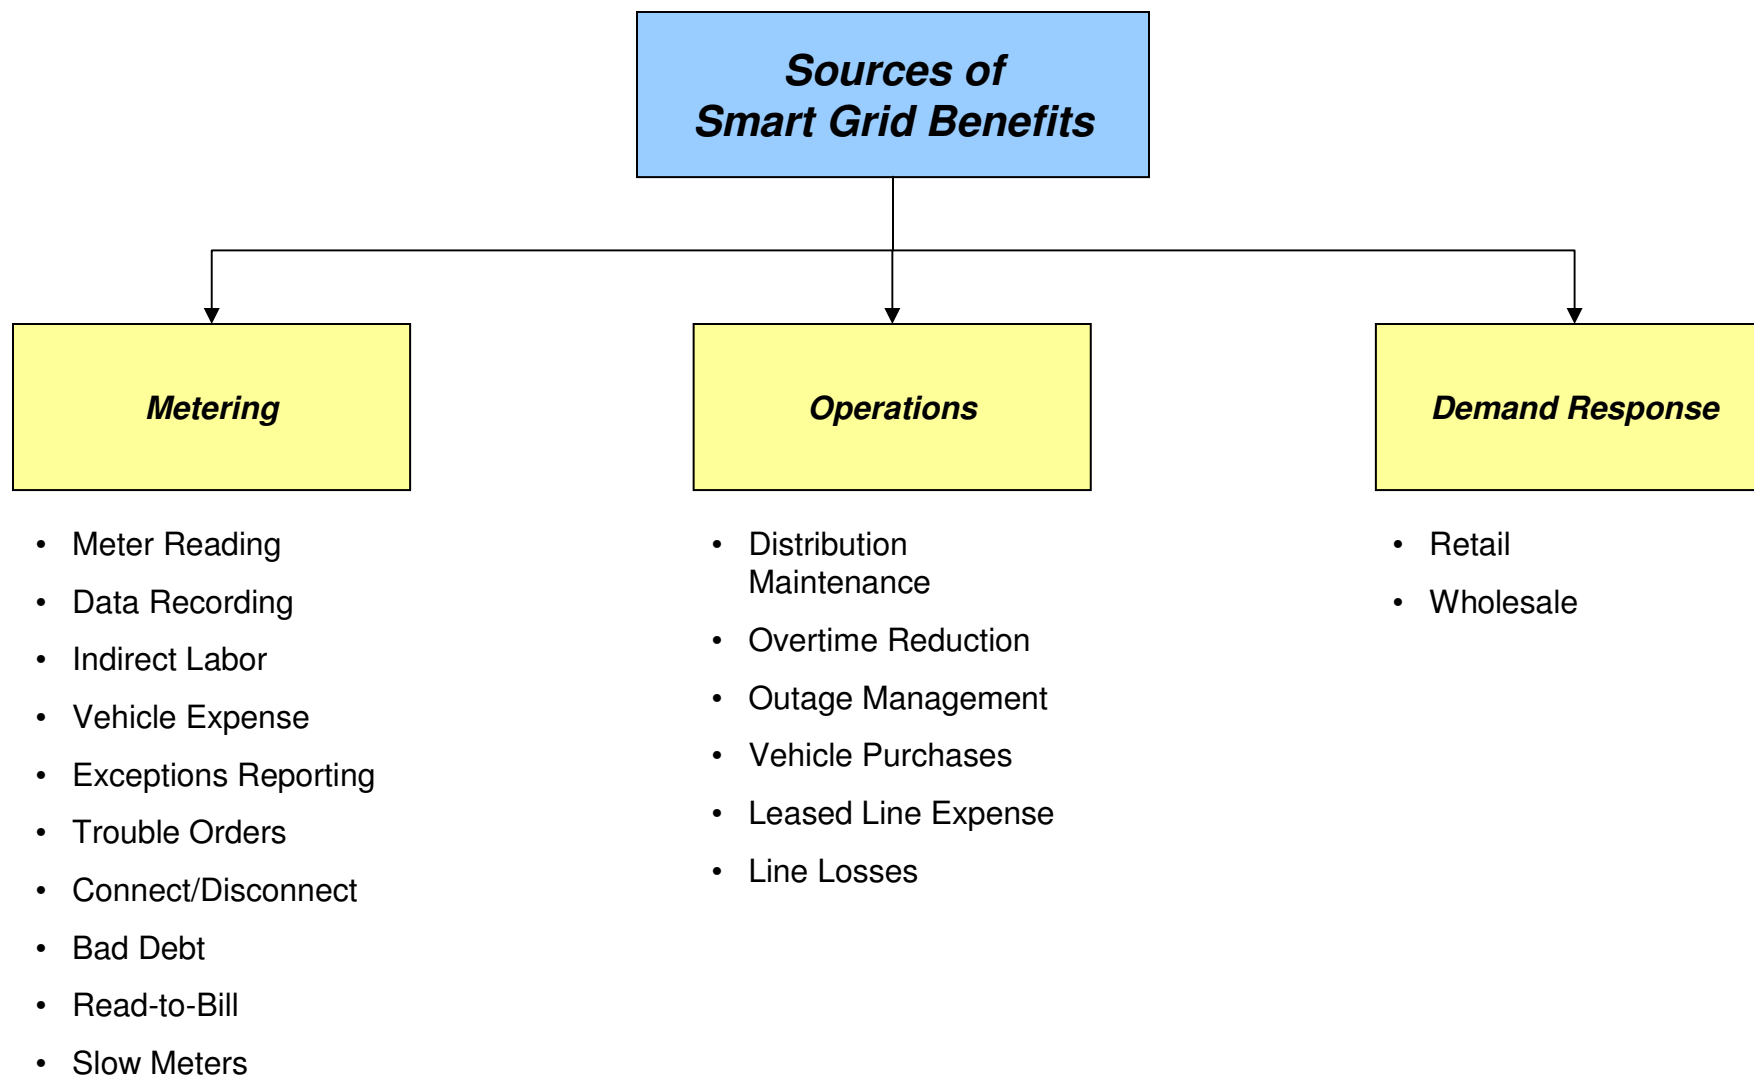 Sources of
Smart Grid Benefits
Metering
Operations
Demand Response
• Meter Reading
• Data Recording
• Indirect Labor
• Vehicle Expense
• Exceptions Reporting
• Trouble Orders
• Connect/Disconnect
• Bad Debt
• Read-to-Bill
• Slow Meters
• Distribution
Maintenance
• Overtime Reduction
• Outage Management
• Vehicle Purchases
• Leased Line Expense
• Line Losses
• Retail
• Wholesale